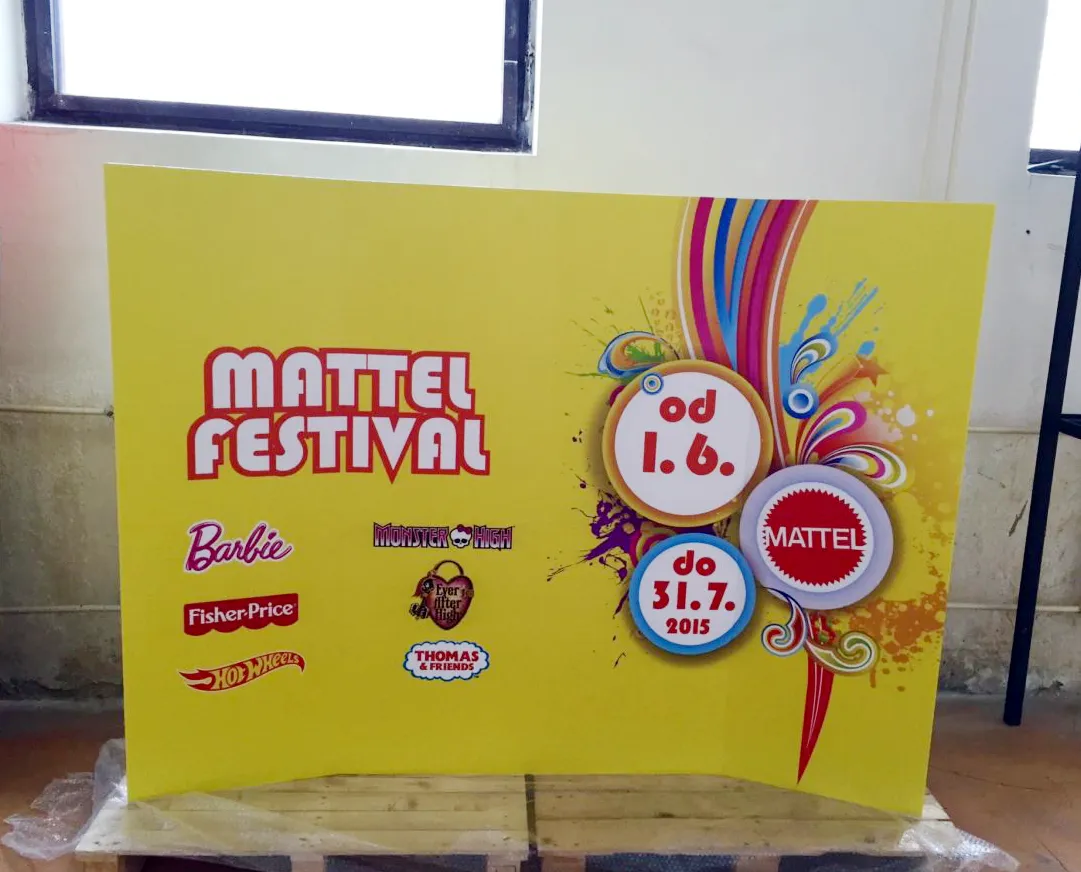 MATTEL
FESTIVAL
Barbie
MONSTER HIGH
Fisher-Price
Ever
After
High
HOT WHEELS
THOMAS
& FRIENDS
od
1. 6.
MATTEL
do
31. 7.
2015